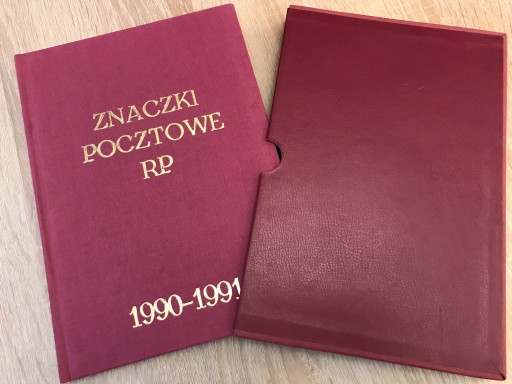 ZNACZKI
POCZTOWE
RP
1990-1991